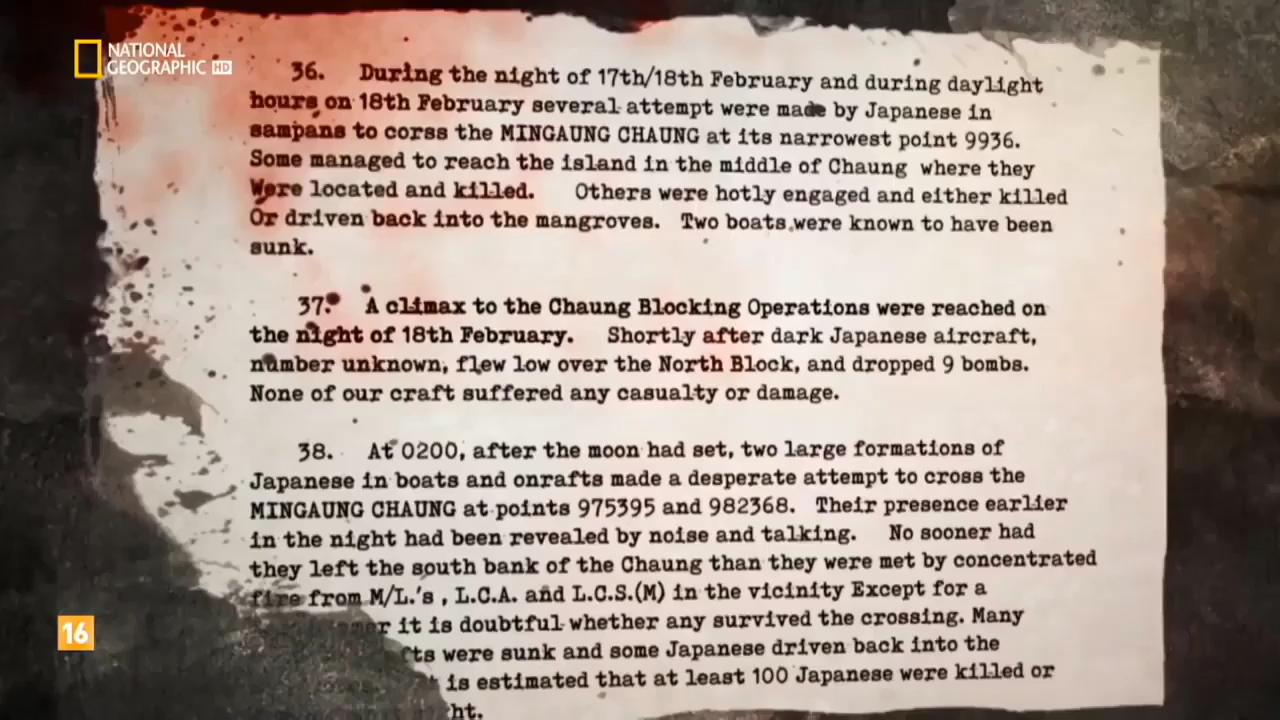 NATIONAL
GEOGRAPHIC HD
36. During the night of 17th/18th February and during daylight
hours on 18th February several attempt were made by Japanese in
sampans to corss the MINGAUNG CHAUNG at its narrowest point 9936.
Some managed to reach the island in the middle of Chaung where they
Were located and killed. Others were hotly engaged and either killed
Or driven back into the mangroves. Two boats were known to have been
sunk.
37. A climax to the Chaung Blocking Operations were reached on
the night of 18th February. Shortly after dark Japanese aircraft,
number unknown, flew low over the North Block, and dropped 9 bombs.
None of our craft suffered any casualty or damage.
38. At 0200, after the moon had set, two large formations of
Japanese in boats and onrafts made a desperate attempt to cross the
MINGAUNG CHAUNG at points 975395 and 982368. Their presence earlier
in the night had been revealed by noise and talking. No sooner had
they left the south bank of the Chaung than they were met by concentrated
fire from M/L.'s , L.C.A. and L.C.S.(M) in the vicinity Except for a
it is doubtful whether any survived the crossing. Many
were sunk and some Japanese driven back into the
is estimated that at least 100 Japanese were killed or
16